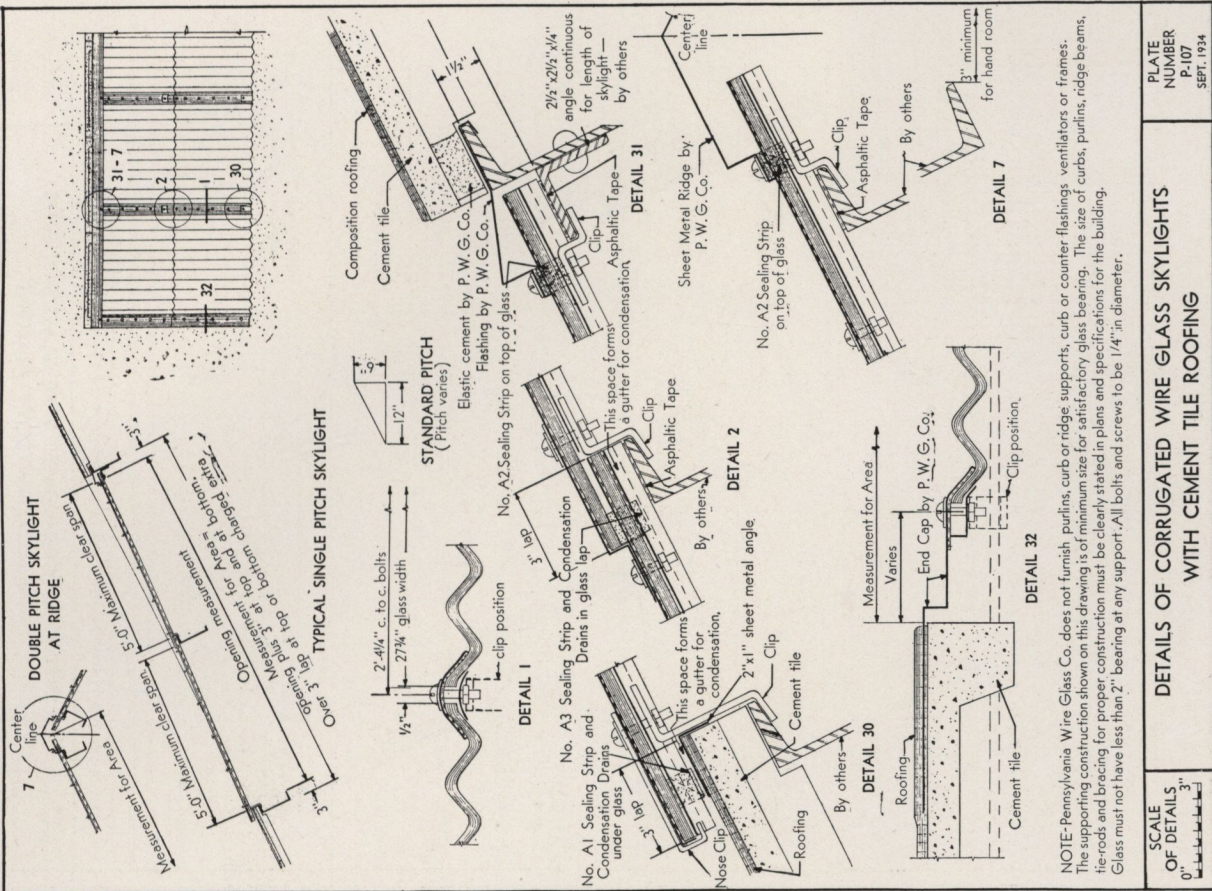 DOUBLE PITCH SKYLIGHT
AT RIDGE
7
Center
line
Measurement for Area
5'-0" Maximum clear span
5'-0" Maximum clear span
3"
3"
Opening measurement
Measurement for Area =
opening plus 3" at top and at bottom.
Over 3" lap at top or bottom charged extra
TYPICAL SINGLE PITCH SKYLIGHT
31-7
2
1
30
32
12"
6"
STANDARD PITCH
(Pitch varies)
2'-4¼" c. to c. bolts
27¾" glass width
½"
clip position
DETAIL 1
Composition roofing
Cement tile
1½"
Elastic cement by P. W. G. Co.
Flashing by P. W. G. Co.
No. A2 Sealing Strip on top of glass
2½"x2½"x¼"
angle continuous
for length of
skylight —
by others
This space forms
a gutter for condensation
Clip
Asphaltic Tape
DETAIL 31
No. A1 Sealing Strip and
Condensation Drains
under glass
3" lap
Nose Clip
This space forms
a gutter for
condensation
2"x1" sheet metal angle
Clip
Cement tile
Roofing
By others
DETAIL 30
No. A3 Sealing Strip and Condensation
Drains in glass lap
3" lap
Clip
Asphaltic Tape
By others
DETAIL 2
Center
line
Sheet Metal Ridge by
P. W. G. Co.
No. A2 Sealing Strip
on top of glass
Clip
Asphaltic Tape
By others
3" minimum
for hand room
DETAIL 7
Measurement for Area
Varies
End Cap by P. W. G. Co.
Roofing
Clip position
Cement tile
DETAIL 32
NOTE-Pennsylvania Wire Glass Co. does not furnish purlins, curb or ridge supports, curb or counter flashings ventilators or frames.
The supporting construction shown on this drawing is of minimum size for satisfactory glass bearing. The size of curbs, purlins, ridge beams,
tie-rods and bracing for proper construction must be clearly stated in plans and specifications for the building.
Glass must not have less than 2" bearing at any support. All bolts and screws to be 1/4" in diameter.
SCALE
OF DETAILS
0" 3"
DETAILS OF CORRUGATED WIRE GLASS SKYLIGHTS
WITH CEMENT TILE ROOFING
PLATE
NUMBER
P-107
SEPT. 1934